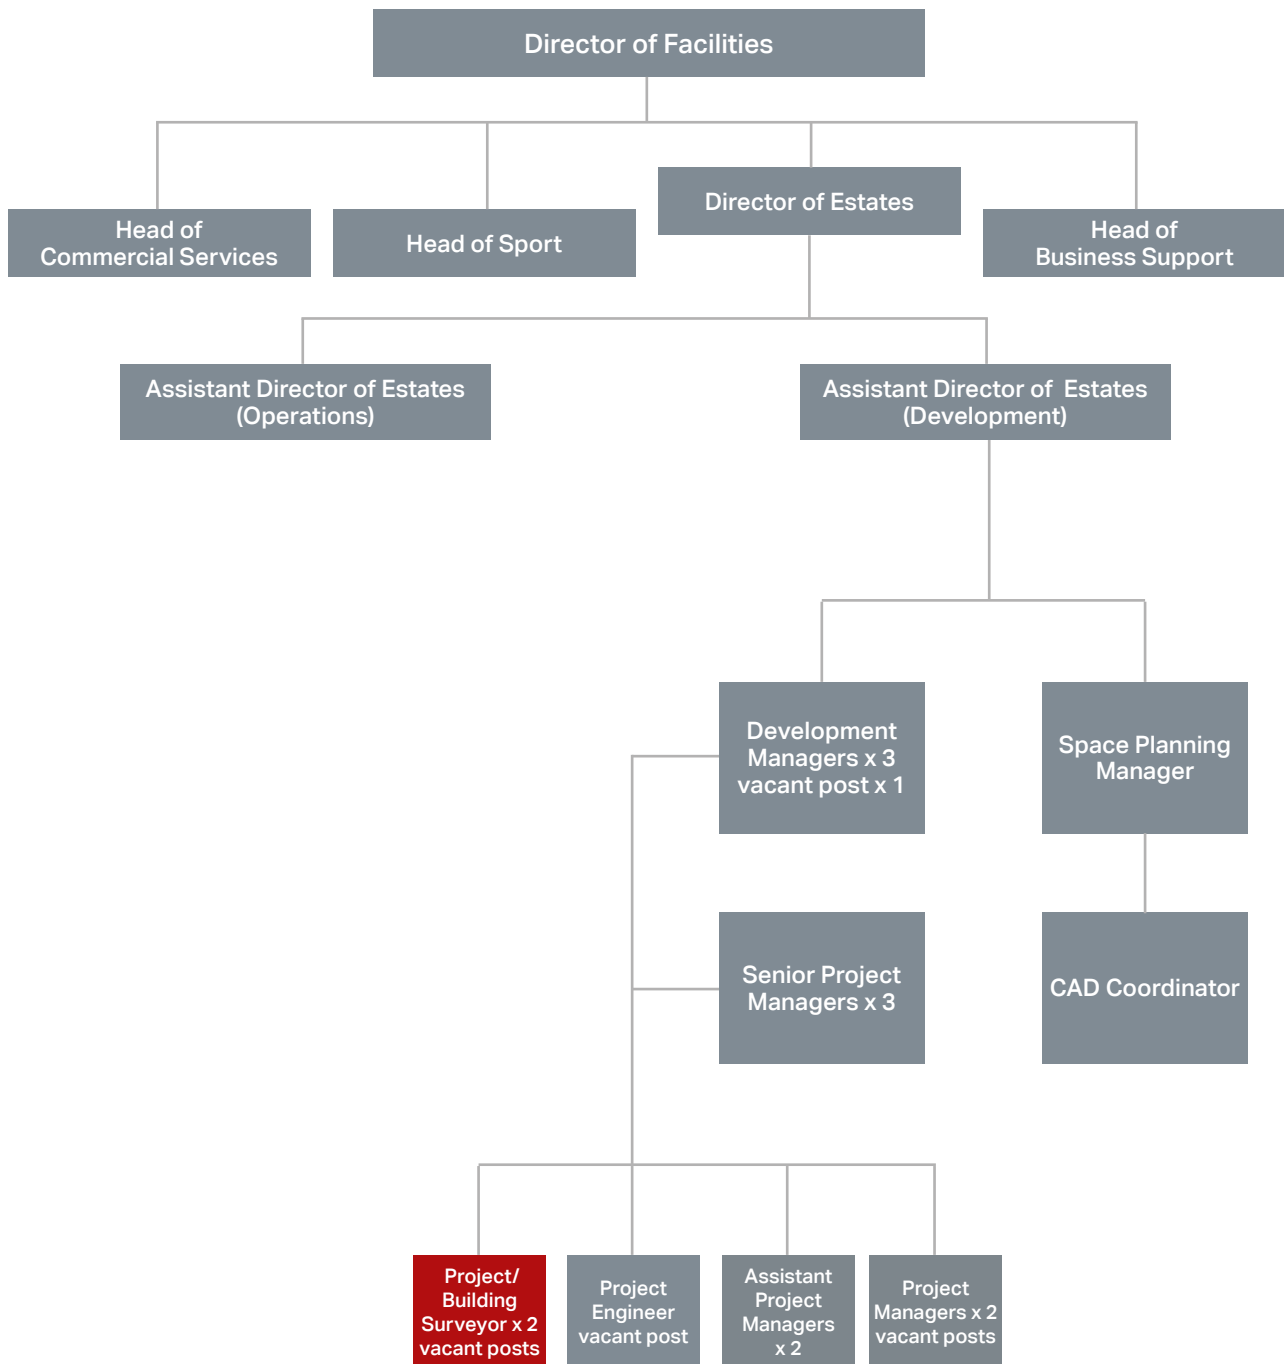 Director of Facilities
Head of
Commercial Services
Head of Sport
Director of Estates
Head of
Business Support
Assistant Director of Estates
(Operations)
Assistant Director of  Estates
(Development)
Development
Managers x 3
vacant post x 1
Space Planning
Manager
Senior Project
Managers x 3
CAD Coordinator
Project/
Building
Surveyor x 2
vacant posts
Project
Engineer
vacant post
Assistant
Project
Managers
x 2
Project
Managers x 2
vacant posts